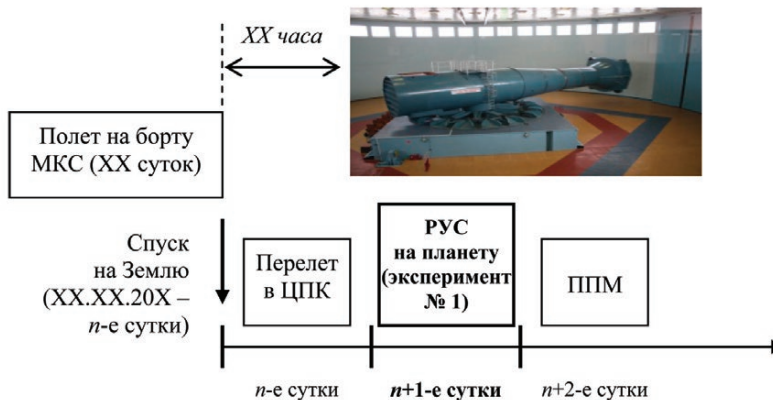 XX часа
Полет на борту
МКС (XX суток)
Спуск
на Землю
(XX.XX.20X –
n-е сутки)
Перелет
в ЦПК
РУС
на планету
(эксперимент
№ 1)
ППМ
n-е сутки
n+1-е сутки
n+2-е сутки